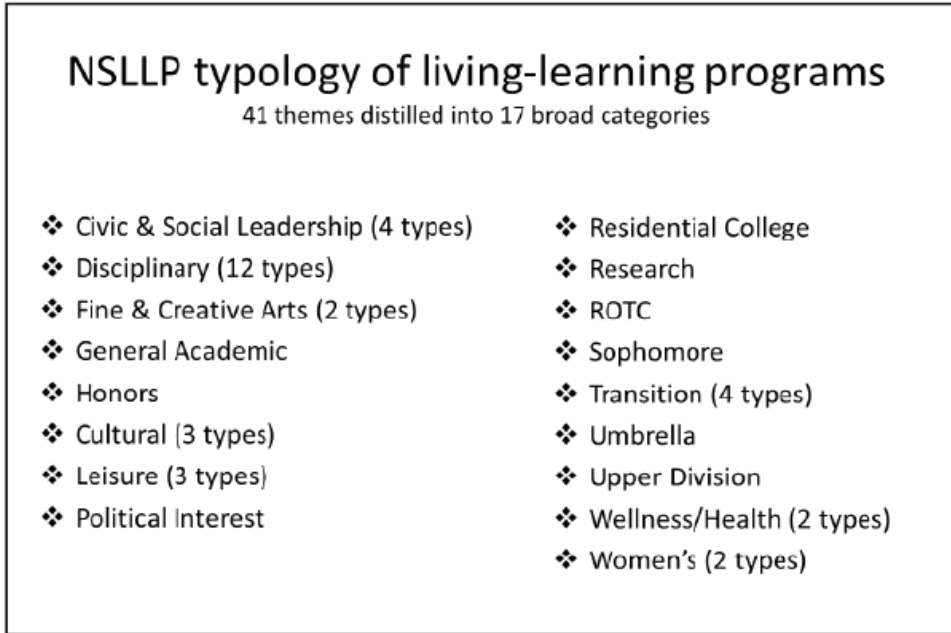 NSLLP typology of living-learning programs
41 themes distilled into 17 broad categories
❖ Civic & Social Leadership (4 types)
❖ Disciplinary (12 types)
❖ Fine & Creative Arts (2 types)
❖ General Academic
❖ Honors
❖ Cultural (3 types)
❖ Leisure (3 types)
❖ Political Interest
❖ Residential College
❖ Research
❖ ROTC
❖ Sophomore
❖ Transition (4 types)
❖ Umbrella
❖ Upper Division
❖ Wellness/Health (2 types)
❖ Women's (2 types)